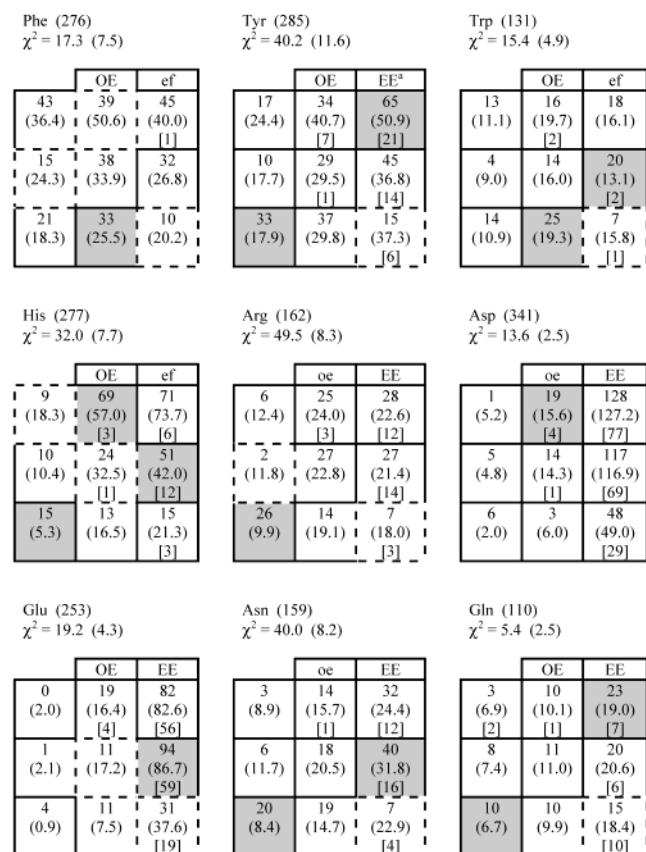 Phe (276) Tyr (285) Trp (131)
χ² = 17.3 (7.5) χ² = 40.2 (11.6) χ² = 15.4 (4.9)
OE ef OE EEᵃ OE ef
43 39 45 17 34 65 13 16 18
(36.4) (50.6) (40.0) (24.4) (40.7) (50.9) (11.1) (19.7) (16.1)
[1] [7] [21] [2]
15 38 32 10 29 45 4 14 20
(24.3) (33.9) (26.8) (17.7) (29.5) (36.8) (9.0) (16.0) (13.1)
[1] [14] [2]
21 33 10 33 37 15 14 25 7
(18.3) (25.5) (20.2) (17.9) (29.8) (37.3) (10.9) (19.3) (15.8)
[6] [1]
His (277) Arg (162) Asp (341)
χ² = 32.0 (7.7) χ² = 49.5 (8.3) χ² = 13.6 (2.5)
OE ef oe EE oe EE
9 69 71 6 25 28 1 19 128
(18.3) (57.0) (73.7) (12.4) (24.0) (22.6) (5.2) (15.6) (127.2)
[3] [6] [3] [12] [4] [77]
10 24 51 2 27 27 5 14 117
(10.4) (32.5) (42.0) (11.8) (22.8) (21.4) (4.8) (14.3) (116.9)
[1] [12] [14] [1] [69]
15 13 15 26 14 7 6 3 48
(5.3) (16.5) (21.3) (9.9) (19.1) (18.0) (2.0) (6.0) (49.0)
[3] [3] [29]
Glu (253) Asn (159) Gln (110)
χ² = 19.2 (4.3) χ² = 40.0 (8.2) χ² = 5.4 (2.5)
OE EE oe EE OE EE
0 19 82 3 14 32 3 10 23
(2.0) (16.4) (82.6) (8.9) (15.7) (24.4) (6.9) (10.1) (19.0)
[4] [56] [1] [12] [2] [1] [7]
1 11 94 6 18 40 8 11 20
(2.1) (17.2) (86.7) (11.7) (20.5) (31.8) (7.4) (11.0) (20.6)
[59] [16] [6]
4 11 31 20 19 7 10 10 15
(0.9) (7.5) (37.6) (8.4) (14.7) (22.9) (6.7) (9.9) (18.4)
[19] [4] [10]